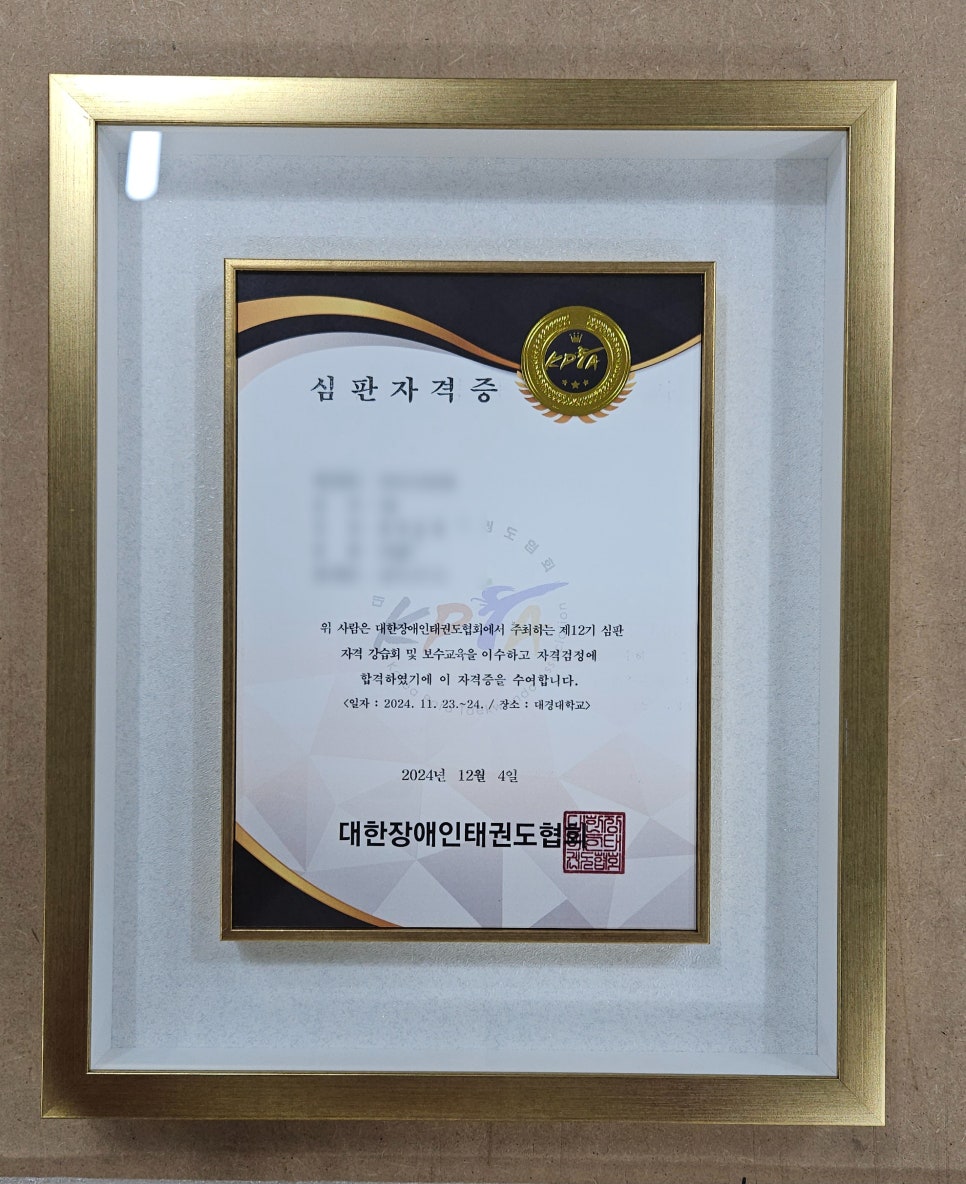 심판자격증
KPTA
권도협회
KPTA
위 사람은 대한장애인태권도협회에서 주최하는 제12기 심판
자격 강습회 및 보수교육을 이수하고 자격검정에
합격하였기에 이 자격증을 수여합니다.
<일자 : 2024. 11. 23.~24. / 장소 : 대경대학교>
2024년 12월 4일
대한장애인태권도협회